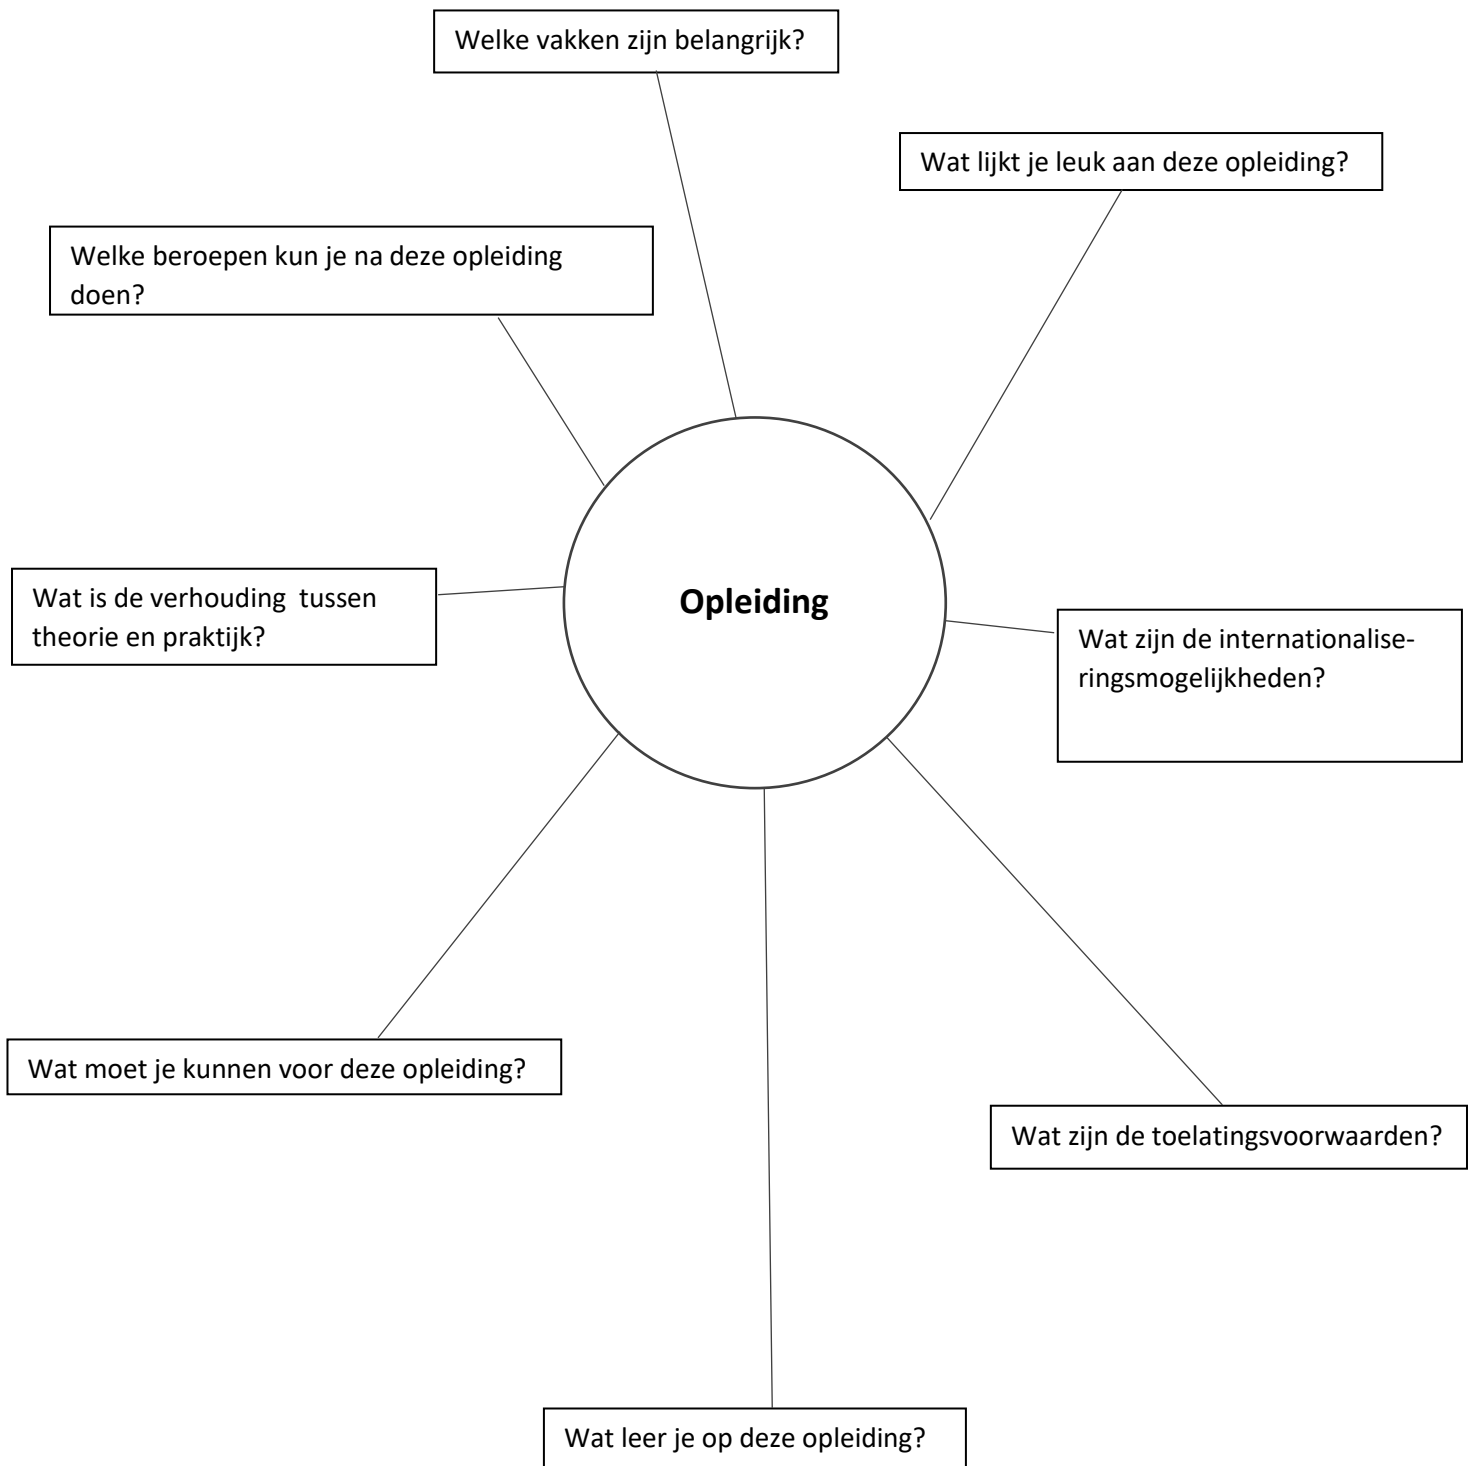 Welke vakken zijn belangrijk?
Wat lijkt je leuk aan deze opleiding?
Welke beroepen kun je na deze opleiding
doen?
Wat is de verhouding  tussen
theorie en praktijk?
Opleiding
Wat zijn de internationalise-
ringsmogelijkheden?
Wat moet je kunnen voor deze opleiding?
Wat zijn de toelatingsvoorwaarden?
Wat leer je op deze opleiding?